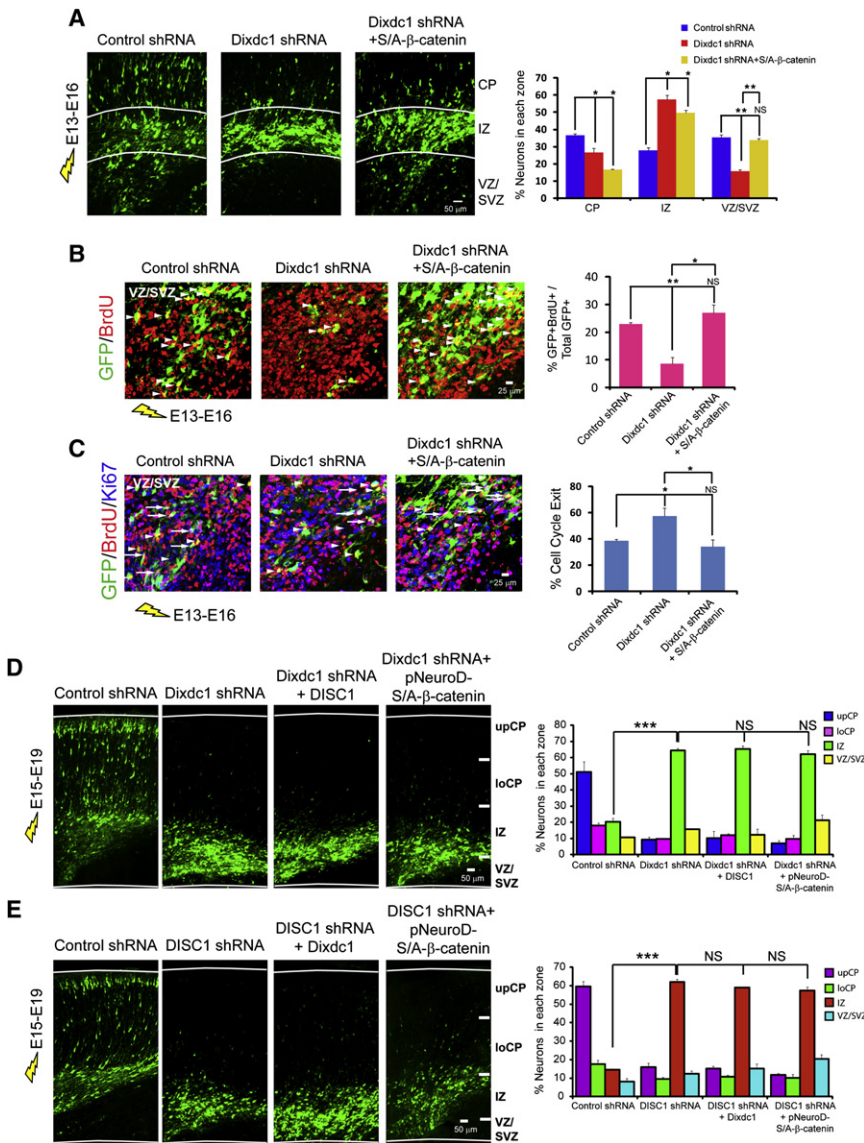 A
Control shRNA
Dixdc1 shRNA
Dixdc1 shRNA
+S/A-β-catenin
E13-E16
CP
IZ
VZ/
SVZ
50 µm
Control shRNA
Dixdc1 shRNA
Dixdc1 shRNA+S/A-β-catenin
% Neurons in each zone
70
60
50
40
30
20
10
0
* *
* *
**
** NS
CP IZ VZ/SVZ
B
Control shRNA
Dixdc1 shRNA
Dixdc1 shRNA
+S/A-β-catenin
GFP/BrdU
VZ/SVZ
25 µm
E13-E16
% GFP+BrdU+ /
Total GFP+
40
30
20
10
0
*
** NS
Control shRNA
Dixdc1 shRNA
Dixdc1 shRNA
+ S/A-β-catenin
C
Control shRNA
Dixdc1 shRNA
Dixdc1 shRNA
+S/A-β-catenin
GFP/BrdU/Ki67
VZ/SVZ
25 µm
E13-E16
% Cell Cycle Exit
100
80
60
40
20
0
*
* NS
Control shRNA
Dixdc1 shRNA
Dixdc1 shRNA
+ S/A-β-catenin
D
Control shRNA
Dixdc1 shRNA
Dixdc1 shRNA
+ DISC1
Dixdc1 shRNA+
pNeuroD-
S/A-β-catenin
E15-E19
upCP
loCP
IZ
VZ/
SVZ
50 µm
% Neurons in each zone
80
70
60
50
40
30
20
10
0
*** NS NS
upCP
loCP
IZ
VZ/SVZ
Control shRNA
Dixdc1 shRNA
Dixdc1 shRNA
+ DISC1
Dixdc1 shRNA
+ pNeuroD-
S/A-β-catenin
E
Control shRNA
DISC1 shRNA
DISC1 shRNA
+ Dixdc1
DISC1 shRNA+
pNeuroD-
S/A-β-catenin
E15-E19
upCP
loCP
IZ
VZ/
SVZ
50 µm
% Neurons in each zone
70
60
50
40
30
20
10
0
*** NS NS
upCP
loCP
IZ
VZ/SVZ
Control shRNA
DISC1 shRNA
DISC1 shRNA
+ Dixdc1
DISC1 shRNA
+ pNeuroD-
S/A-β-catenin